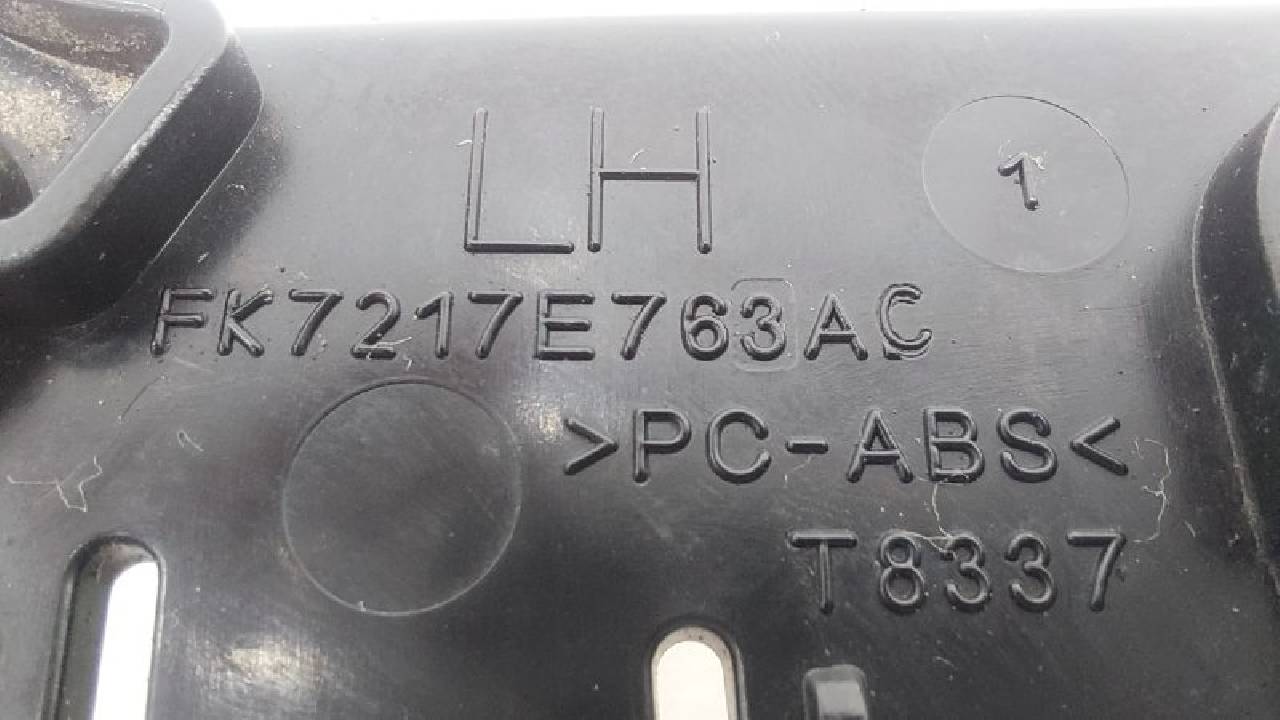 LH
1
FK7217E763AC
>PC-ABS<
T8337